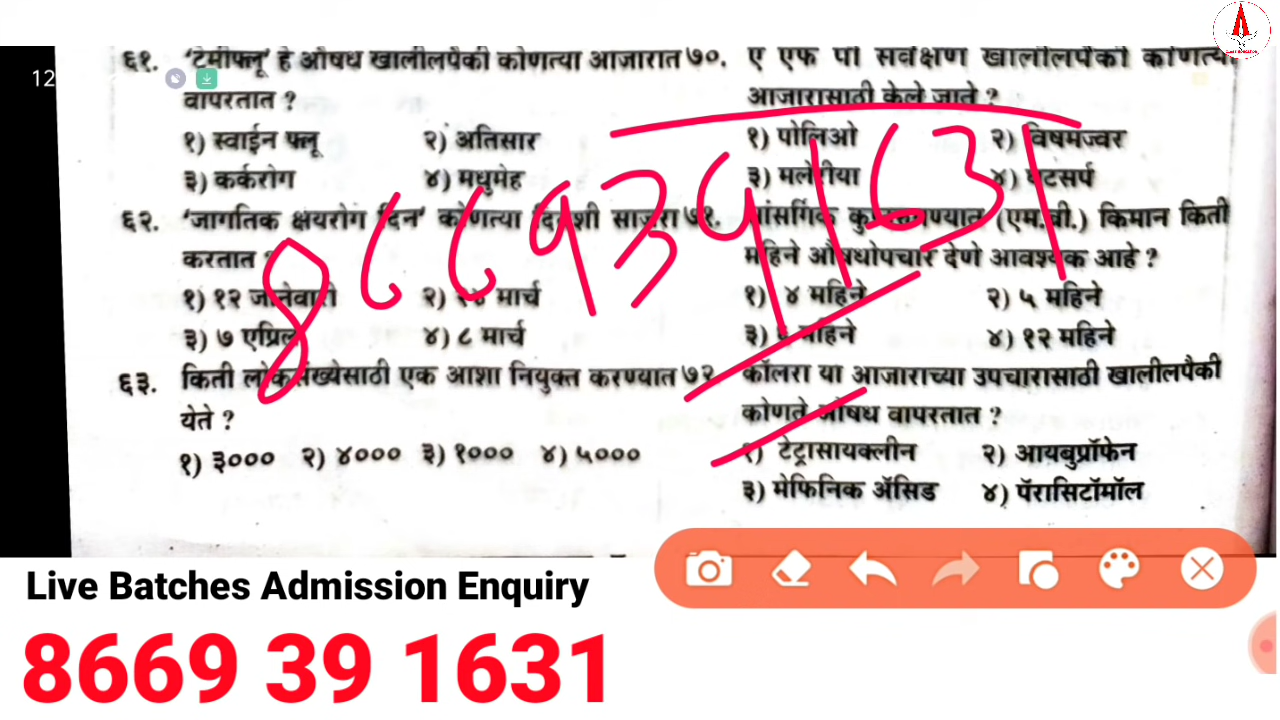 12
६१. 'टॅमीफ्लू' हे औषध खालीलपैकी कोणत्या आजारात
वापरतात ?
१) स्वाईन फ्लू २) अतिसार
३) कर्करोग ४) मधुमेह
६२. 'जागतिक क्षयरोग दिन' कोणत्या दिवशी साजरा
करतात ?
१) १२ जानेवारी २) २४ मार्च
३) ७ एप्रिल ४) ८ मार्च
६३. किती लोकसंख्येसाठी एक आशा नियुक्त करण्यात
येते ?
१) ३००० २) ४००० ३) १००० ४) ५०००
७०. ए एफ पी सर्वेक्षण खालीलपैकी कोणत्या
आजारासाठी केले जाते ?
१) पोलिओ २) विषमज्वर
३) मलेरीया ४) घटसर्प
७१. सांसर्गिक (एम.बी.) किमान किती
महिने औषधोपचार देणे आवश्यक आहे ?
१) ४ महिने २) ५ महिने
३) महिने ४) १२ महिने
७२ कॉलरा या आजाराच्या उपचारासाठी खालीलपैकी
कोणते औषध वापरतात ?
१) टेट्रासायक्लीन २) आयबुप्रॉफेन
३) मेफिनिक ॲसिड ४) पॅरासिटॉमॉल
8669391631
Live Batches Admission Enquiry
8669 39 1631